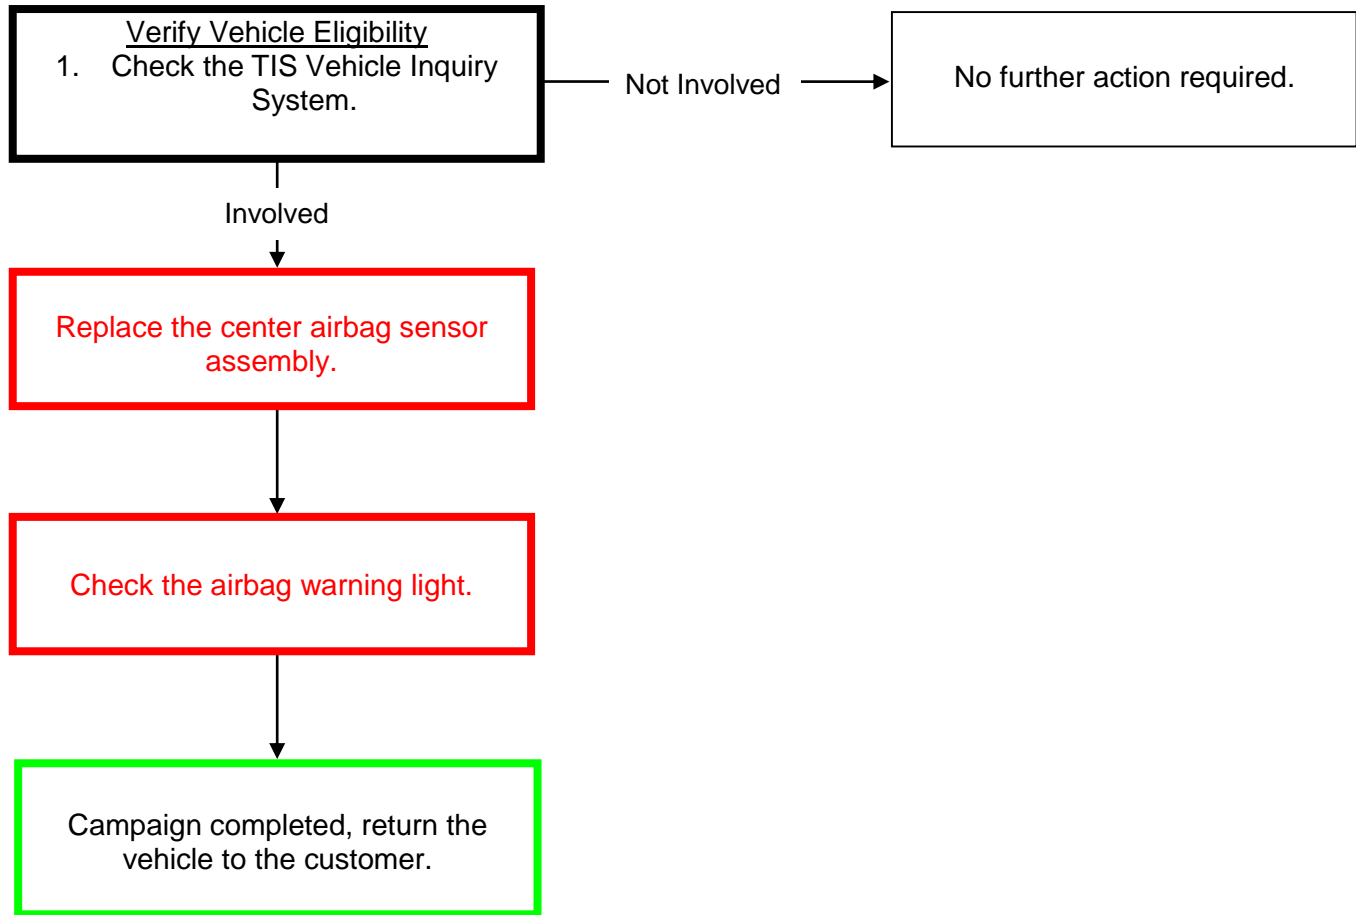 Verify Vehicle Eligibility
1. Check the TIS Vehicle Inquiry
System.
Not Involved
No further action required.
Involved
Replace the center airbag sensor
assembly.
Check the airbag warning light.
Campaign completed, return the
vehicle to the customer.